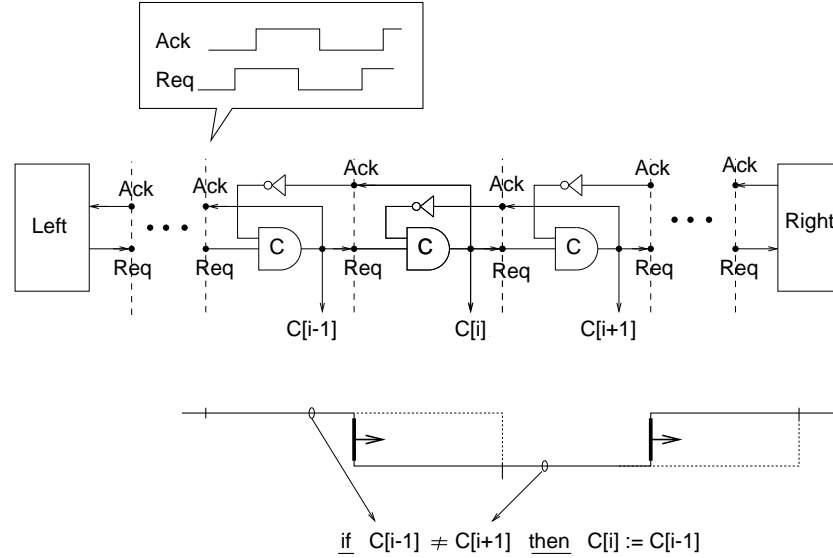 Ack
Req
Ack Ack Ack Ack Ack Ack
Left Right
Req Req Req Req Req Req
C C C
C[i-1] C[i] C[i+1]
if C[i-1] ≠ C[i+1] then C[i] := C[i-1]